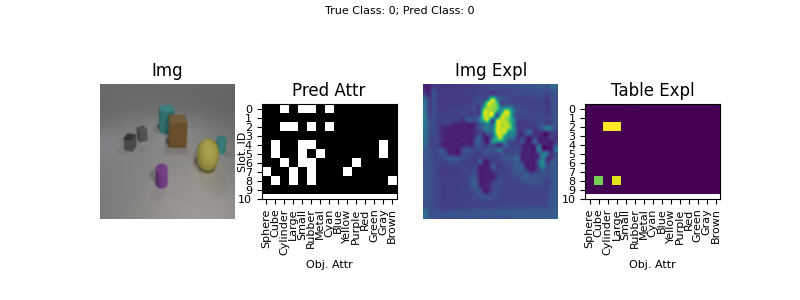 True Class: 0; Pred Class: 0
Img
Pred Attr
Img Expl
Table Expl
Slot_ID
0
1
2
3
4
5
6
7
8
9
10
Sphere
Cube
Cylinder
Large
Small
Rubber
Metal
Cyan
Blue
Yellow
Purple
Red
Green
Gray
Brown
Obj. Attr
0
1
2
3
4
5
6
7
8
9
10
Sphere
Cube
Cylinder
Large
Small
Rubber
Metal
Cyan
Blue
Yellow
Purple
Red
Green
Gray
Brown
Obj. Attr